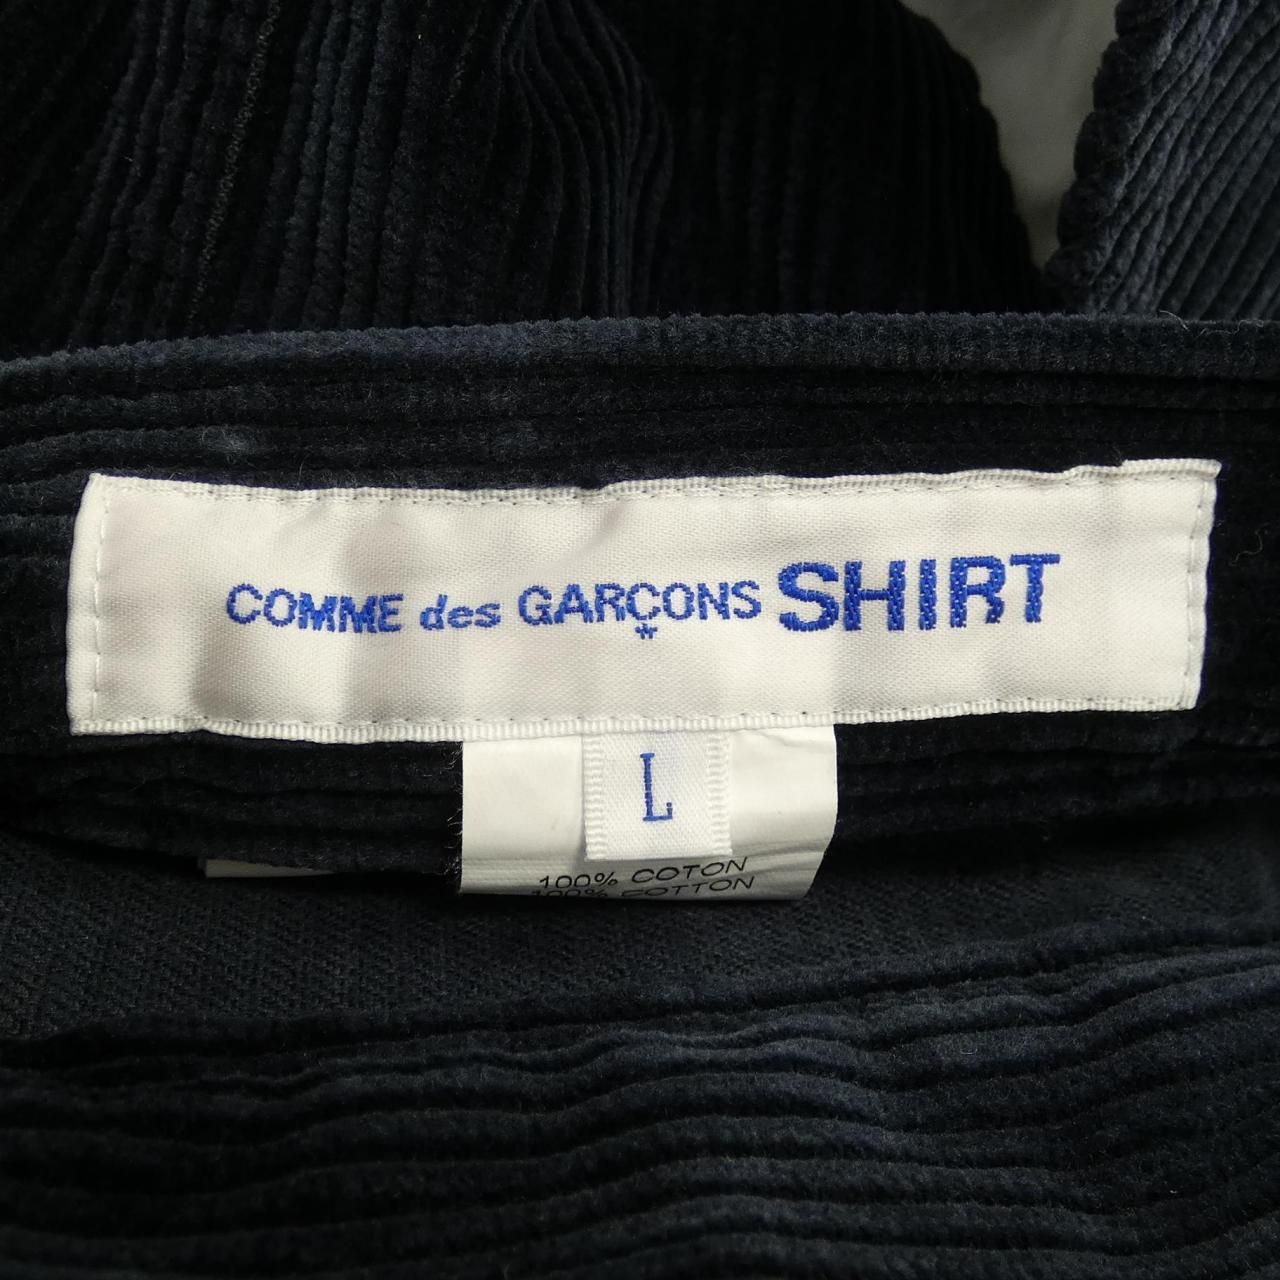 COMME des GARÇONS SHIRT
L
100% COTON
100% COTTON